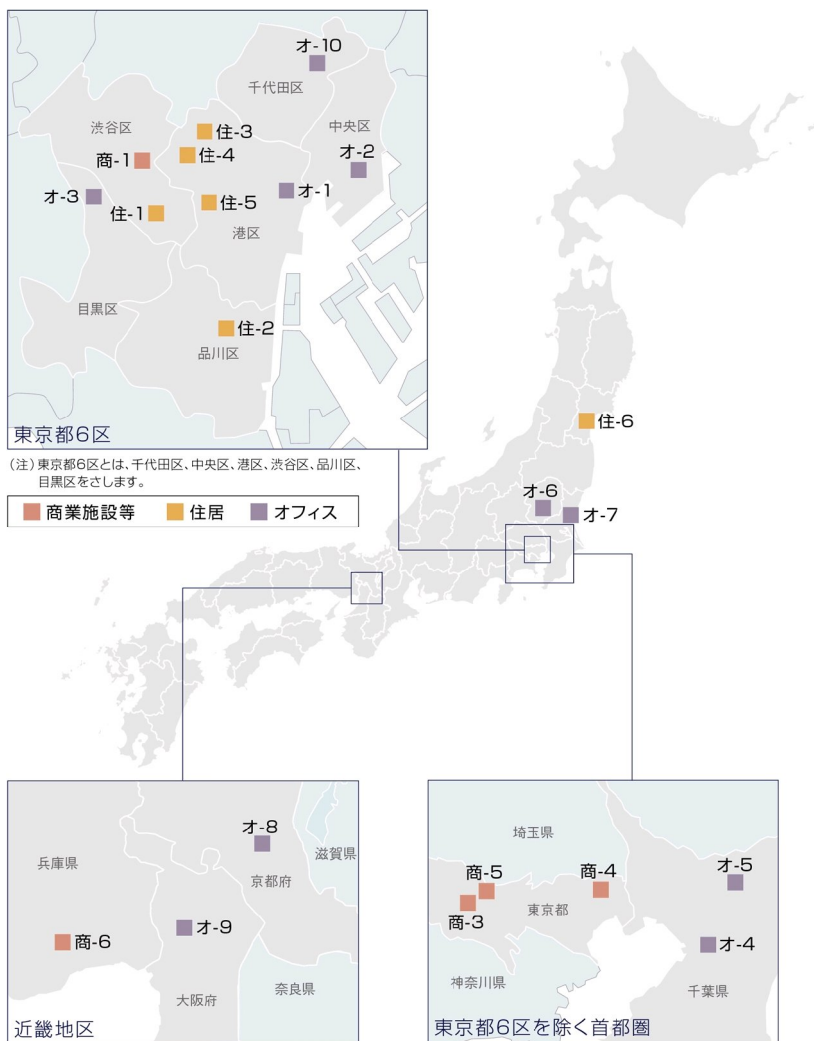 オ-10
千代田区
渋谷区
住-3
中央区
商-1
住-4
オ-2
オ-3
住-1
住-5
オ-1
港区
目黒区
住-2
品川区
東京都6区
(注)東京都6区とは、千代田区、中央区、港区、渋谷区、品川区、
目黒区をさします。
商業施設等 住居 オフィス
住-6
オ-6
オ-7
オ-8
兵庫県
滋賀県
京都府
商-6
オ-9
大阪府
奈良県
近畿地区
埼玉県
商-5
商-4
オ-5
商-3
東京都
オ-4
神奈川県
千葉県
東京都6区を除く首都圏